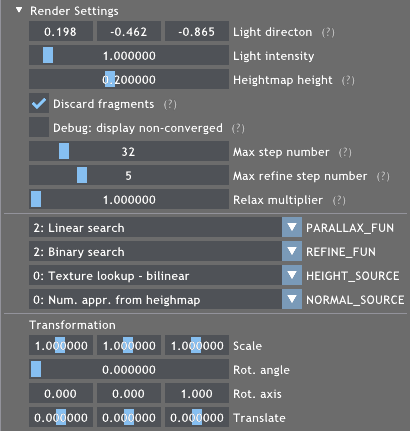 Render Settings
0.198 -0.462 -0.865 Light directon (?)
1.000000 Light intensity
0.200000 Heightmap height (?)
Discard fragments (?)
Debug: display non-converged (?)
32 Max step number (?)
5 Max refine step number (?)
1.000000 Relax multiplier (?)
2: Linear search PARALLAX_FUN
2: Binary search REFINE_FUN
0: Texture lookup - bilinear HEIGHT_SOURCE
0: Num. appr. from heighmap NORMAL_SOURCE
Transformation
1.000000 1.000000 1.000000 Scale
0.000000 Rot. angle
0.000 0.000 1.000 Rot. axis
0.000000 0.000000 0.000000 Translate